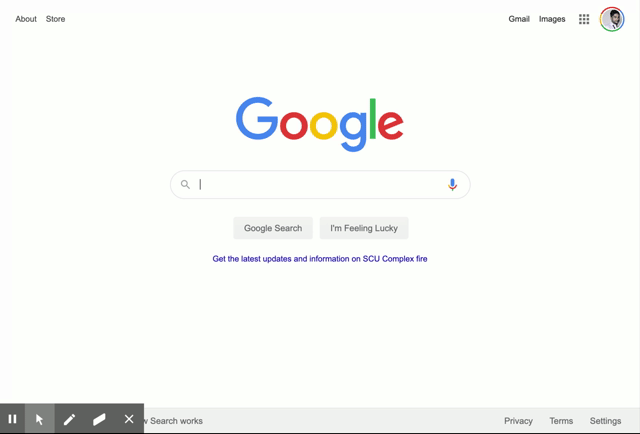 About Store
Gmail Images
Google
Google Search
I'm Feeling Lucky
Get the latest updates and information on SCU Complex fire
Search works
Privacy Terms Settings